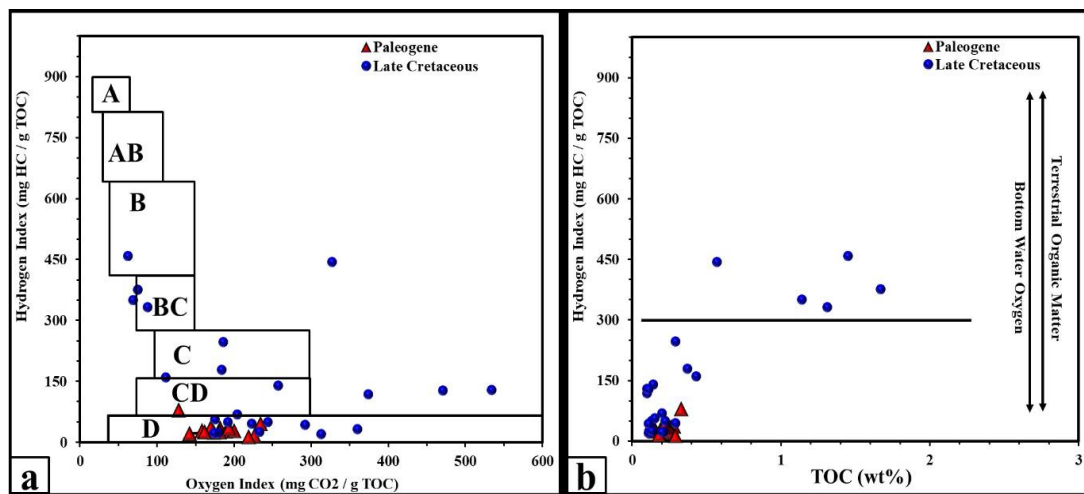 Paleogene
Late Cretaceous
Hydrogen Index (mg HC / g TOC)
900
750
600
450
300
150
0
A
AB
B
BC
C
CD
D
0
100
200
300
400
500
600
Oxygen Index (mg CO2 / g TOC)
a
Paleogene
Late Cretaceous
Hydrogen Index (mg HC / g TOC)
900
750
600
450
300
150
0
Terrestrial Organic Matter
Bottom Water Oxygen
0
1
2
3
TOC (wt%)
b